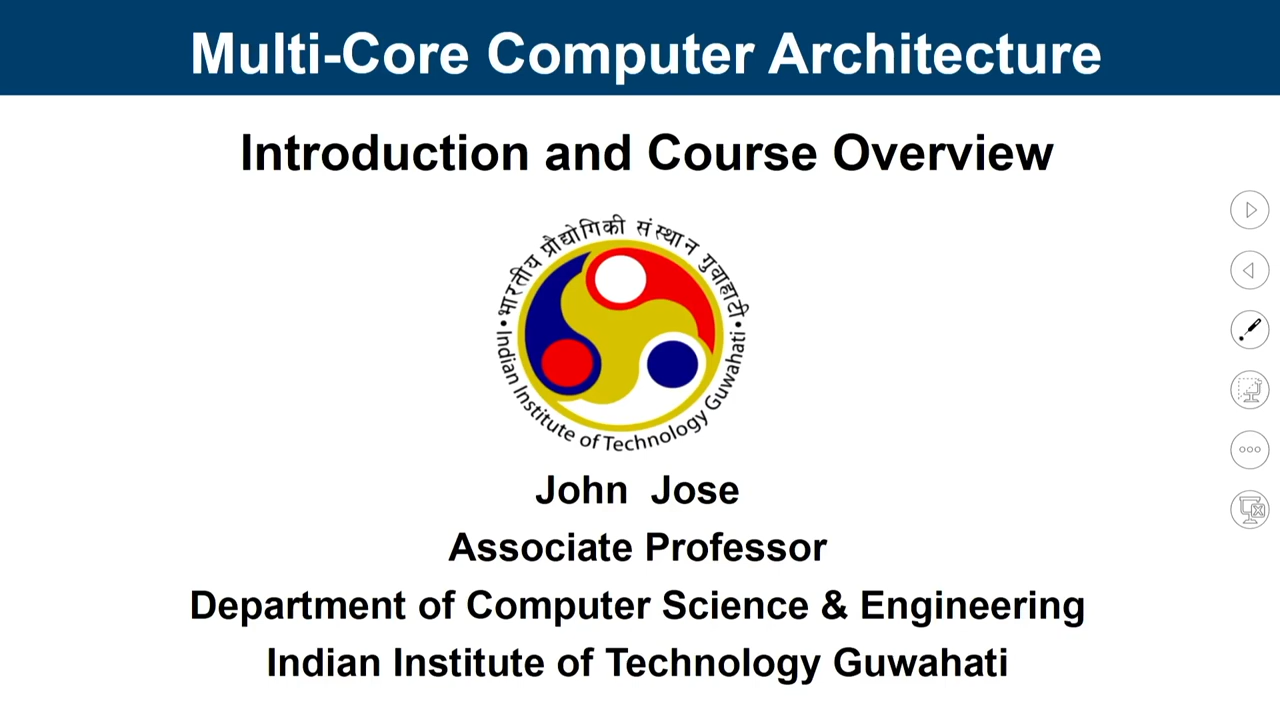 Multi-Core Computer Architecture
Introduction and Course Overview
भारतीय प्रौद्योगिकी संस्थान गुवाहाटी
Indian Institute of Technology Guwahati
John Jose
Associate Professor
Department of Computer Science & Engineering
Indian Institute of Technology Guwahati